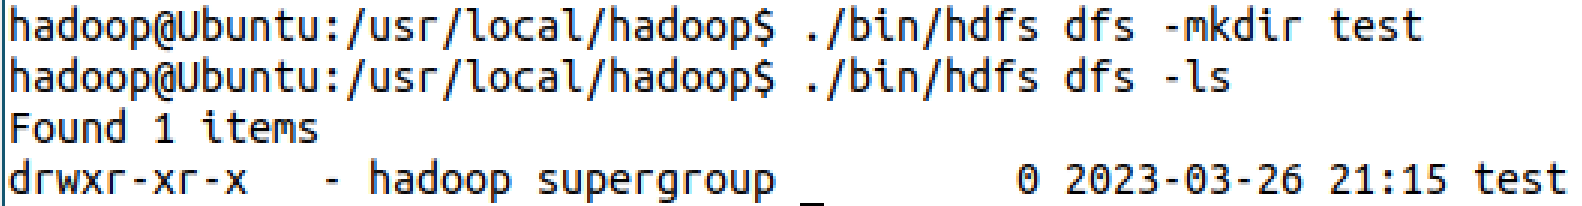 hadoop@Ubuntu:/usr/local/hadoop$ ./bin/hdfs dfs -mkdir test
hadoop@Ubuntu:/usr/local/hadoop$ ./bin/hdfs dfs -ls
Found 1 items
drwxr-xr-x   - hadoop supergroup          0 2023-03-26 21:15 test